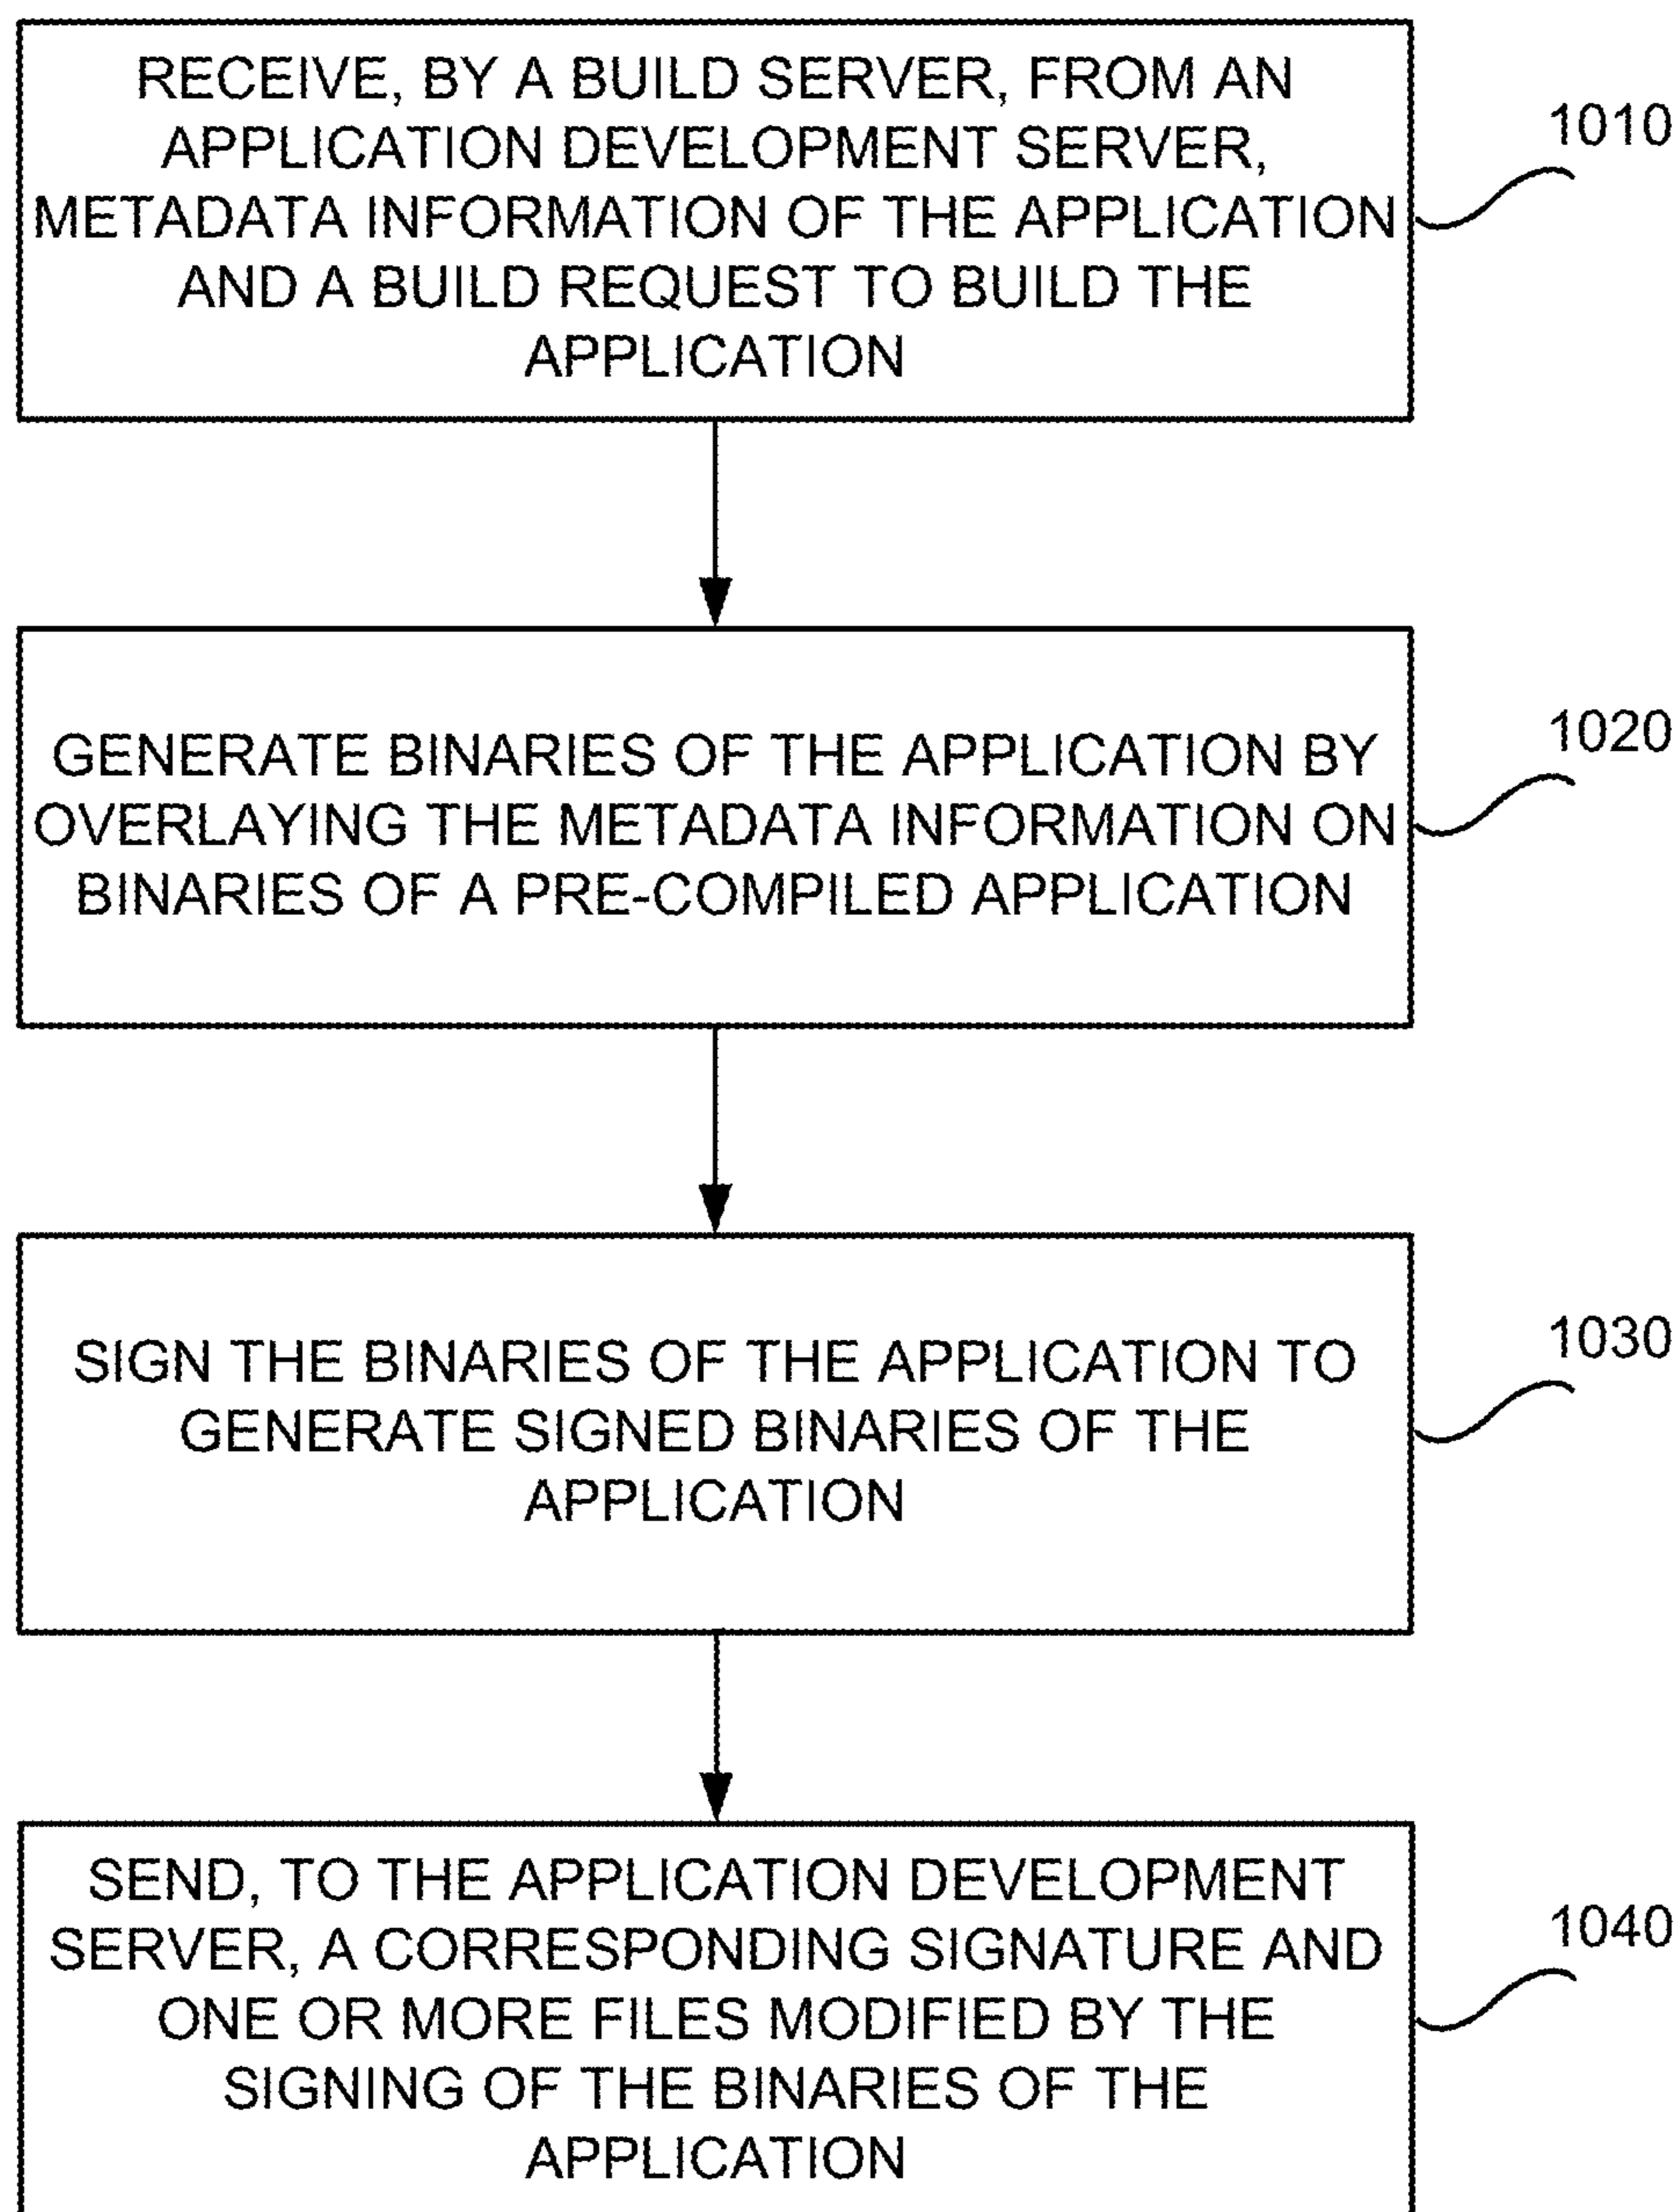 RECEIVE, BY A BUILD SERVER, FROM AN
APPLICATION DEVELOPMENT SERVER,
METADATA INFORMATION OF THE APPLICATION
AND A BUILD REQUEST TO BUILD THE
APPLICATION
1010
GENERATE BINARIES OF THE APPLICATION BY
OVERLAYING THE METADATA INFORMATION ON
BINARIES OF A PRE-COMPILED APPLICATION
1020
SIGN THE BINARIES OF THE APPLICATION TO
GENERATE SIGNED BINARIES OF THE
APPLICATION
1030
SEND, TO THE APPLICATION DEVELOPMENT
SERVER, A CORRESPONDING SIGNATURE AND
ONE OR MORE FILES MODIFIED BY THE
SIGNING OF THE BINARIES OF THE
APPLICATION
1040